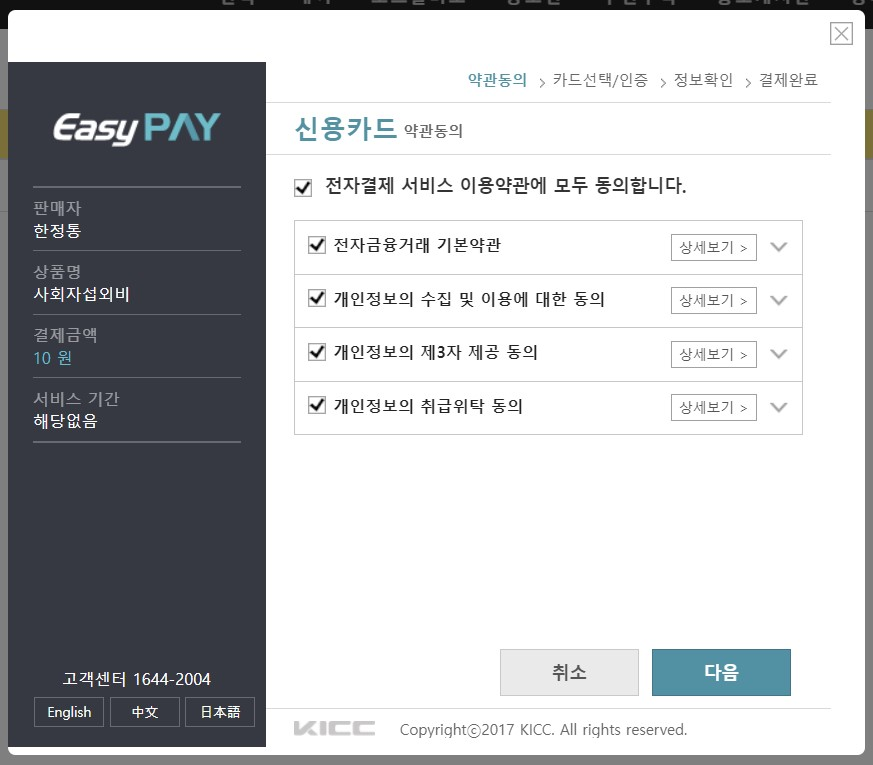 약관동의 > 카드선택/인증 > 정보확인 > 결제완료
Easy PAY
신용카드 약관동의
전자결제 서비스 이용약관에 모두 동의합니다.
판매자
한정통
상품명
사회자섭외비
결제금액
10 원
서비스 기간
해당없음
전자금융거래 기본약관 상세보기 >
개인정보의 수집 및 이용에 대한 동의 상세보기 >
개인정보의 제3자 제공 동의 상세보기 >
개인정보의 취급위탁 동의 상세보기 >
취소 다음
고객센터 1644-2004
English 中文 日本語
KICC Copyrightⓒ2017 KICC. All rights reserved.